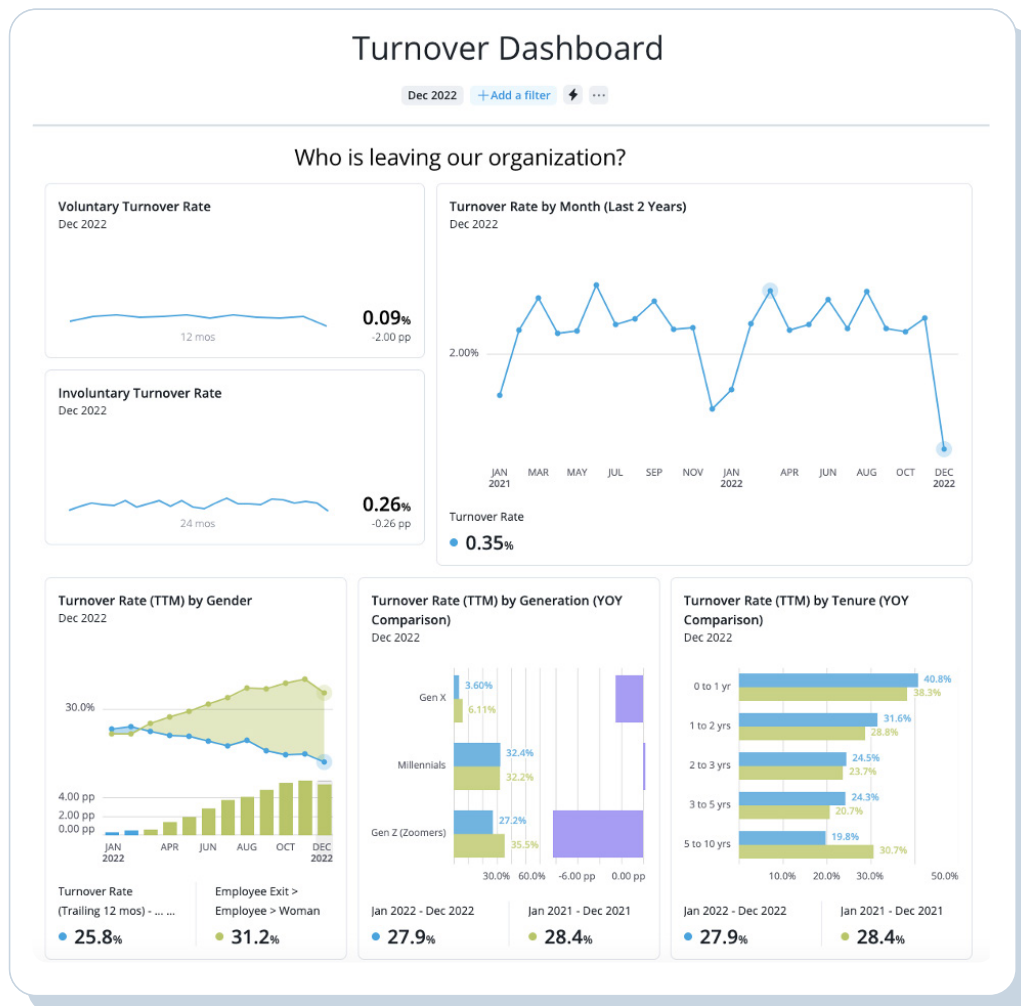 Turnover Dashboard
Dec 2022
+Add a filter
...
Who is leaving our organization?
Voluntary Turnover Rate
Dec 2022
12 mos
0.09%
-2.00 pp
Involuntary Turnover Rate
Dec 2022
24 mos
0.26%
-0.26 pp
Turnover Rate by Month (Last 2 Years)
Dec 2022
2.00%
JAN MAR MAY JUL SEP NOV JAN APR JUN AUG OCT DEC
2021 2022 2022
Turnover Rate
0.35%
Turnover Rate (TTM) by Gender
Dec 2022
30.0%
4.00 pp
2.00 pp
0.00 pp
JAN APR JUN AUG OCT DEC
2022 2022
Turnover Rate
(Trailing 12 mos) - ... ...
25.8%
Employee Exit >
Employee > Woman
31.2%
Turnover Rate (TTM) by Generation (YOY
Comparison)
Dec 2022
Gen X
3.60%
6.11%
Millennials
32.4%
32.2%
Gen Z (Zoomers)
27.2%
35.5%
30.0% 60.0% -6.00 pp 0.00 pp
Jan 2022 - Dec 2022
27.9%
Jan 2021 - Dec 2021
28.4%
Turnover Rate (TTM) by Tenure (YOY
Comparison)
Dec 2022
0 to 1 yr
40.8%
38.3%
1 to 2 yrs
31.6%
28.8%
2 to 3 yrs
24.5%
23.7%
3 to 5 yrs
24.3%
20.7%
5 to 10 yrs
19.8%
30.7%
10.0% 20.0% 30.0% 50.0%
Jan 2022 - Dec 2022
27.9%
Jan 2021 - Dec 2021
28.4%